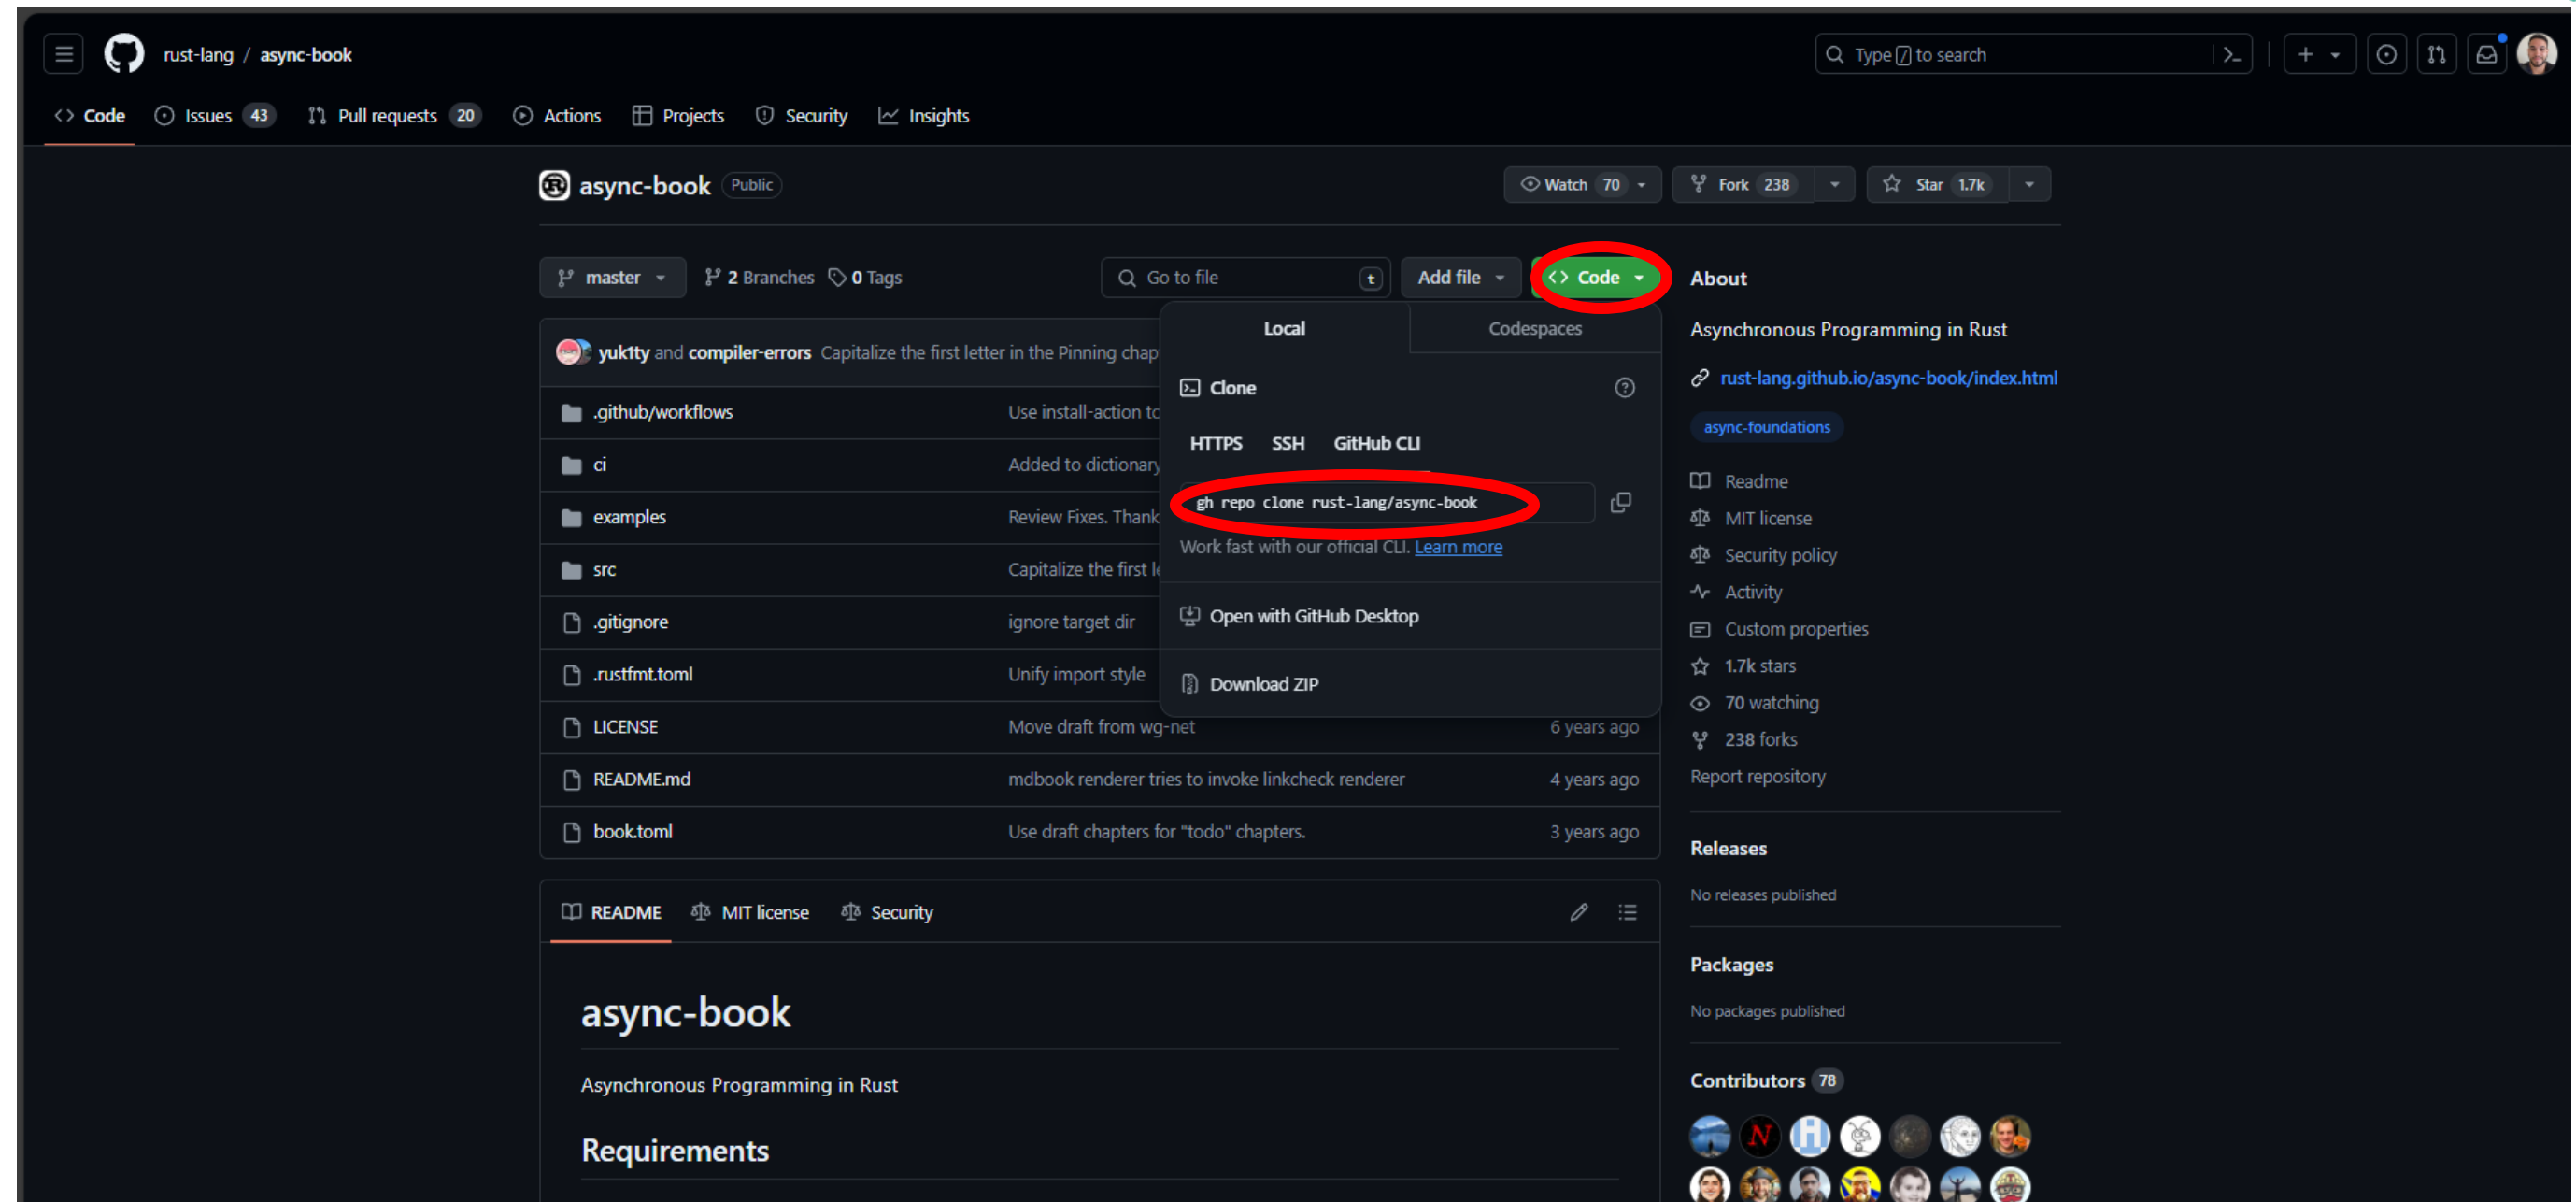 rust-lang / async-book
Type / to search
Code Issues 43 Pull requests 20 Actions Projects Security Insights
async-book Public
Watch 70 Fork 238 Star 1.7k
master 2 Branches 0 Tags Go to file t Add file Code
yuk1ty and compiler-errors Capitalize the first letter in the Pinning chap
.github/workflows Use install-action to
ci Added to dictionary
examples Review Fixes. Thank
src Capitalize the first le
.gitignore ignore target dir
.rustfmt.toml Unify import style
LICENSE Move draft from wg-net 6 years ago
README.md mdbook renderer tries to invoke linkcheck renderer 4 years ago
book.toml Use draft chapters for "todo" chapters. 3 years ago
Local Codespaces
Clone
HTTPS SSH GitHub CLI
gh repo clone rust-lang/async-book
Work fast with our official CLI. Learn more
Open with GitHub Desktop
Download ZIP
README MIT license Security
async-book
Asynchronous Programming in Rust
Requirements
About
Asynchronous Programming in Rust
rust-lang.github.io/async-book/index.html
async-foundations
Readme
MIT license
Security policy
Activity
Custom properties
1.7k stars
70 watching
238 forks
Report repository
Releases
No releases published
Packages
No packages published
Contributors 78
N